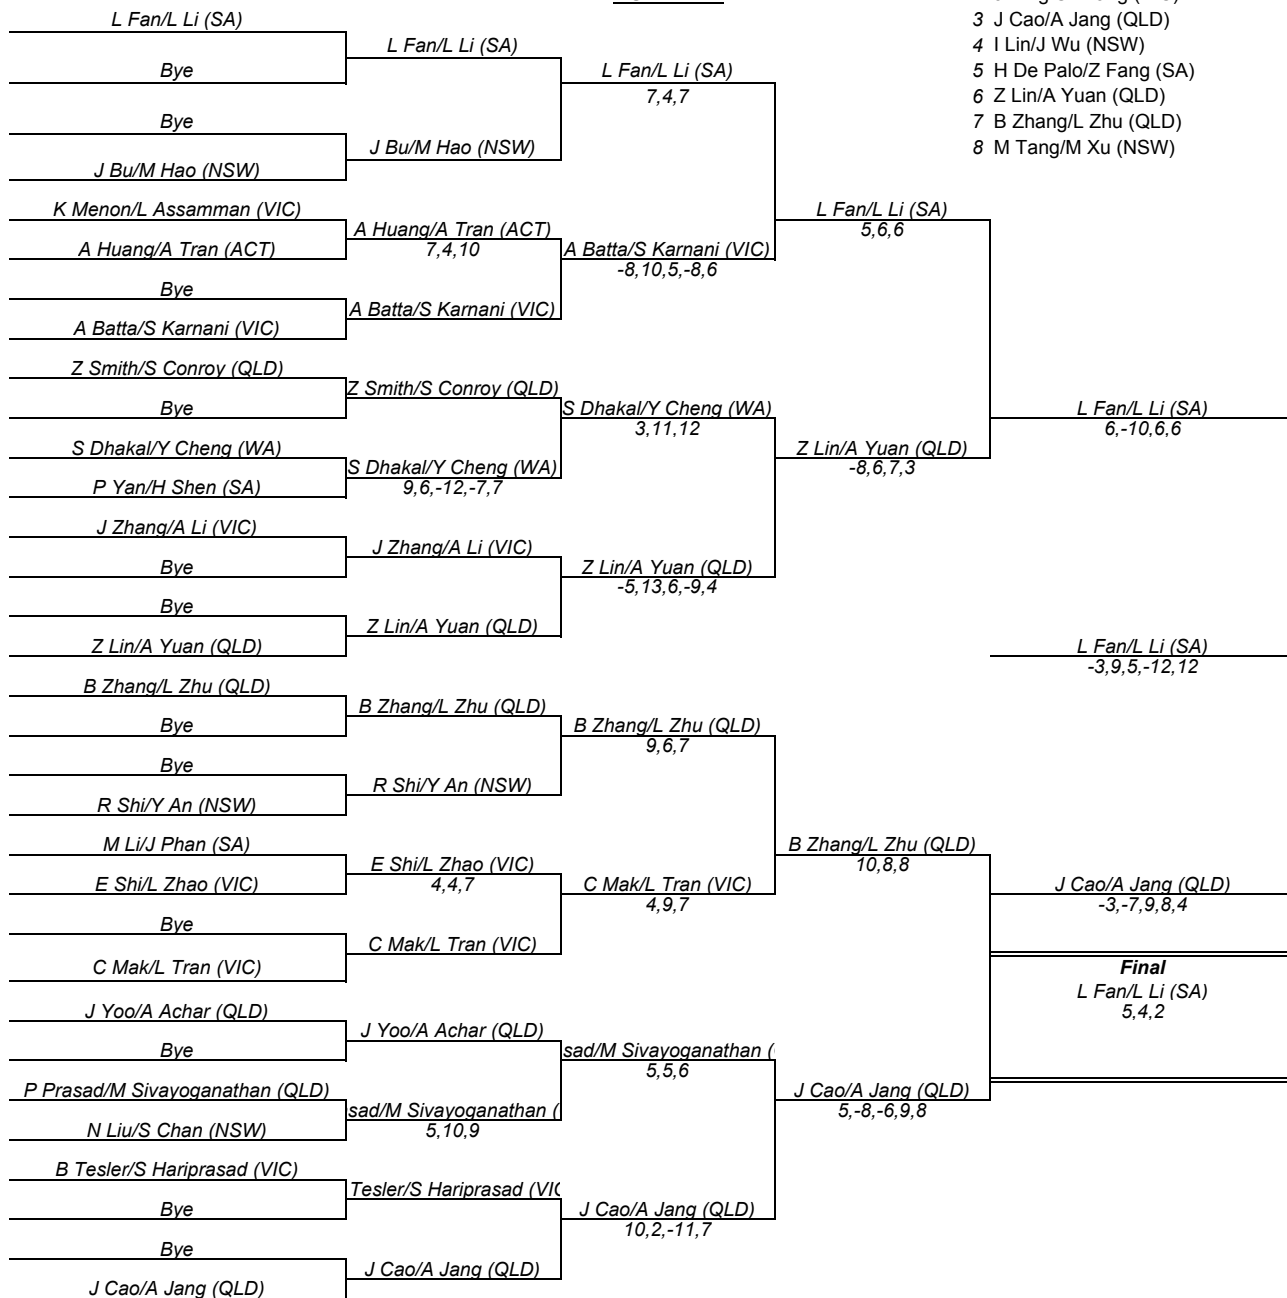 3 J Cao/A Jang (QLD)
4 I Lin/J Wu (NSW)
5 H De Palo/Z Fang (SA)
6 Z Lin/A Yuan (QLD)
7 B Zhang/L Zhu (QLD)
8 M Tang/M Xu (NSW)
L Fan/L Li (SA)
Bye
Bye
J Bu/M Hao (NSW)
K Menon/L Assamman (VIC)
A Huang/A Tran (ACT)
Bye
A Batta/S Karnani (VIC)
Z Smith/S Conroy (QLD)
Bye
S Dhakal/Y Cheng (WA)
P Yan/H Shen (SA)
J Zhang/A Li (VIC)
Bye
Bye
Z Lin/A Yuan (QLD)
B Zhang/L Zhu (QLD)
Bye
Bye
R Shi/Y An (NSW)
M Li/J Phan (SA)
E Shi/L Zhao (VIC)
Bye
C Mak/L Tran (VIC)
J Yoo/A Achar (QLD)
Bye
P Prasad/M Sivayoganathan (QLD)
N Liu/S Chan (NSW)
B Tesler/S Hariprasad (VIC)
Bye
Bye
J Cao/A Jang (QLD)
L Fan/L Li (SA)
J Bu/M Hao (NSW)
A Huang/A Tran (ACT)
7,4,10
A Batta/S Karnani (VIC)
Z Smith/S Conroy (QLD)
S Dhakal/Y Cheng (WA)
9,6,-12,-7,7
J Zhang/A Li (VIC)
Z Lin/A Yuan (QLD)
B Zhang/L Zhu (QLD)
R Shi/Y An (NSW)
E Shi/L Zhao (VIC)
4,4,7
C Mak/L Tran (VIC)
J Yoo/A Achar (QLD)
sad/M Sivayoganathan (
5,10,9
Tesler/S Hariprasad (VIC
J Cao/A Jang (QLD)
L Fan/L Li (SA)
7,4,7
A Batta/S Karnani (VIC)
-8,10,5,-8,6
S Dhakal/Y Cheng (WA)
3,11,12
Z Lin/A Yuan (QLD)
-5,13,6,-9,4
B Zhang/L Zhu (QLD)
9,6,7
C Mak/L Tran (VIC)
4,9,7
sad/M Sivayoganathan (
5,5,6
J Cao/A Jang (QLD)
10,2,-11,7
L Fan/L Li (SA)
5,6,6
Z Lin/A Yuan (QLD)
-8,6,7,3
B Zhang/L Zhu (QLD)
10,8,8
J Cao/A Jang (QLD)
5,-8,-6,9,8
L Fan/L Li (SA)
6,-10,6,6
L Fan/L Li (SA)
-3,9,5,-12,12
J Cao/A Jang (QLD)
-3,-7,9,8,4
Final
L Fan/L Li (SA)
5,4,2